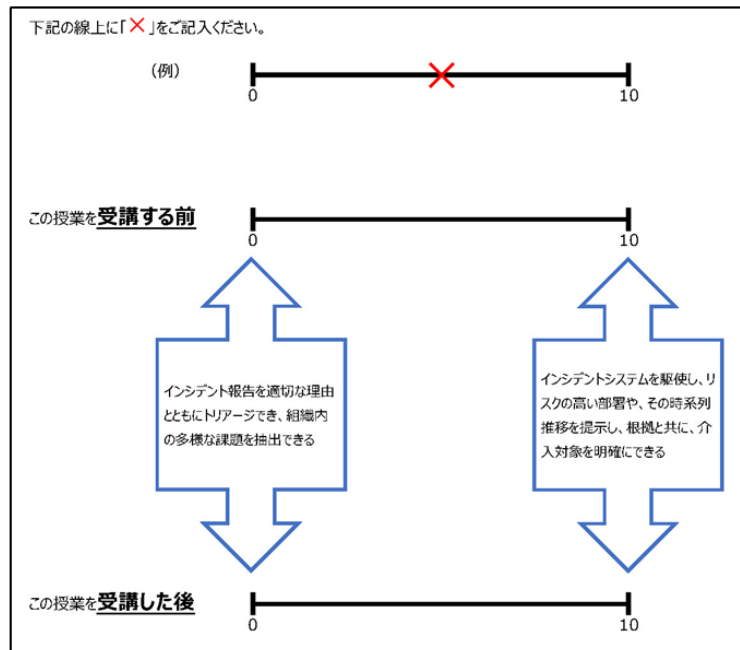 下記の線上に「✕」をご記入ください。
（例）
0 10
この授業を受講する前
0 10
インシデント報告を適切な理由
とともにトリアージでき、組織内
の多様な課題を抽出できる
インシデントシステムを駆使し、リ
スクの高い部署や、その時系列
推移を提示し、根拠と共に、介
入対象を明確にできる
この授業を受講した後
0 10